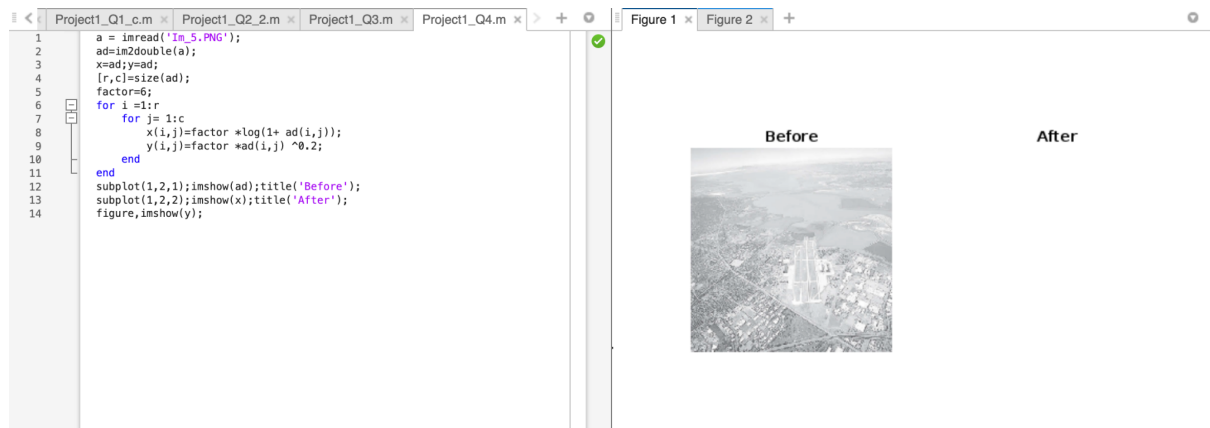 Project1_Q1_c.m × Project1_Q2_2.m × Project1_Q3.m × Project1_Q4.m ×
1 a = imread('Im_5.PNG');
2 ad=im2double(a);
3 x=ad;y=ad;
4 [r,c]=size(ad);
5 factor=6;
6 for i =1:r
7 for j= 1:c
8 x(i,j)=factor *log(1+ ad(i,j));
9 y(i,j)=factor *ad(i,j) ^0.2;
10 end
11 end
12 subplot(1,2,1);imshow(ad);title('Before');
13 subplot(1,2,2);imshow(x);title('After');
14 figure,imshow(y);
Figure 1 × Figure 2 ×
Before After